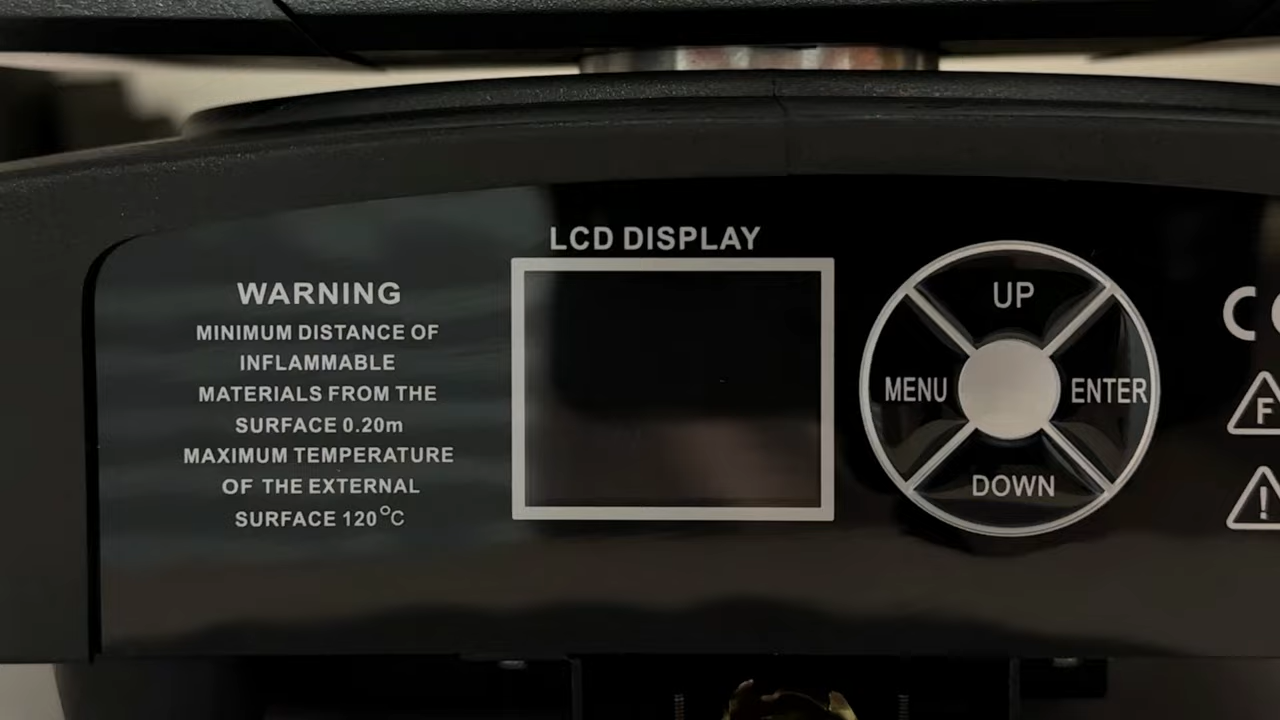 LCD DISPLAY
WARNING
MINIMUM DISTANCE OF
INFLAMMABLE
MATERIALS FROM THE
SURFACE 0.20m
MAXIMUM TEMPERATURE
OF THE EXTERNAL
SURFACE 120°C
UP
MENU
ENTER
DOWN
F
!